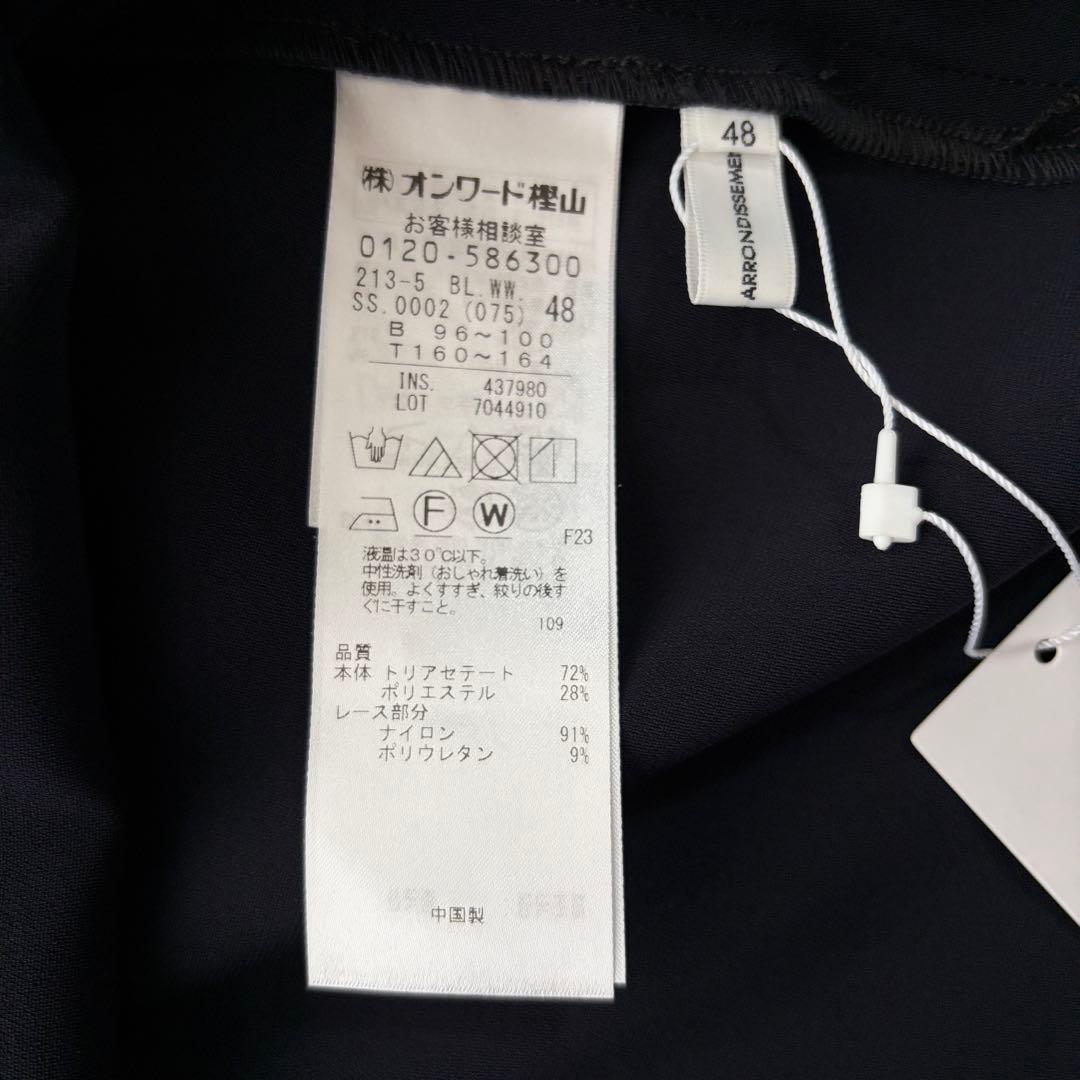 ㈱オンワード樫山
お客様相談室
0120-586300
213-5 BL.WW.
SS.0002 (075) 48
B 96~100
T160~164
INS. 437980
LOT 7044910
F
W
F23
液温は30℃以下。
中性洗剤(おしゃれ着洗い)を
使用。よくすすぎ、絞りの後す
ぐに干すこと。
109
品質
本体 トリアセテート 72%
ポリエステル 28%
レース部分
ナイロン 91%
ポリウレタン 9%
中国製
48
ARRONDISSEMEN